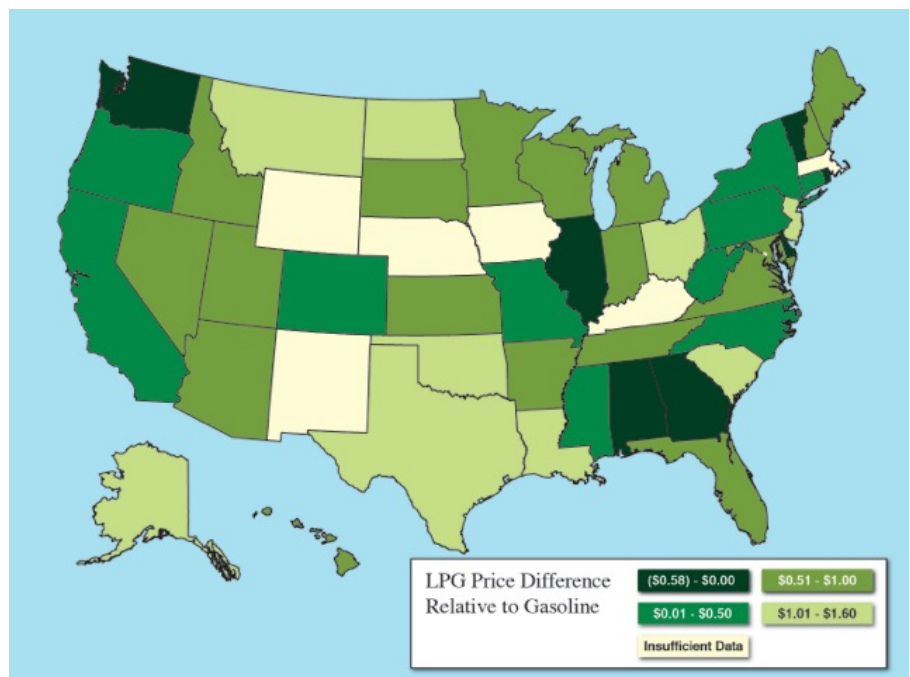 LPG Price Difference
Relative to Gasoline
($0.58) - $0.00
$0.51 - $1.00
$0.01 - $0.50
$1.01 - $1.60
Insufficient Data